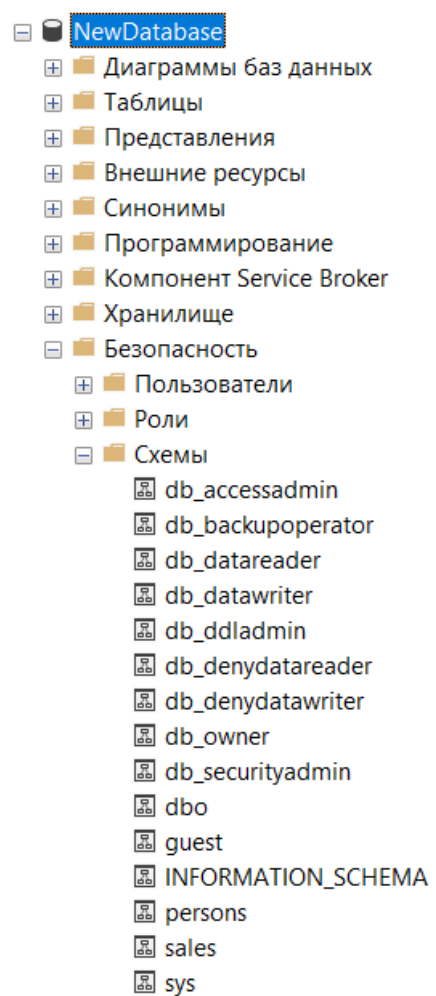 NewDatabase
Диаграммы баз данных
Таблицы
Представления
Внешние ресурсы
Синонимы
Программирование
Компонент Service Broker
Хранилище
Безопасность
Пользователи
Роли
Схемы
db_accessadmin
db_backupoperator
db_datareader
db_datawriter
db_ddladmin
db_denydatareader
db_denydatawriter
db_owner
db_securityadmin
dbo
guest
INFORMATION_SCHEMA
persons
sales
sys